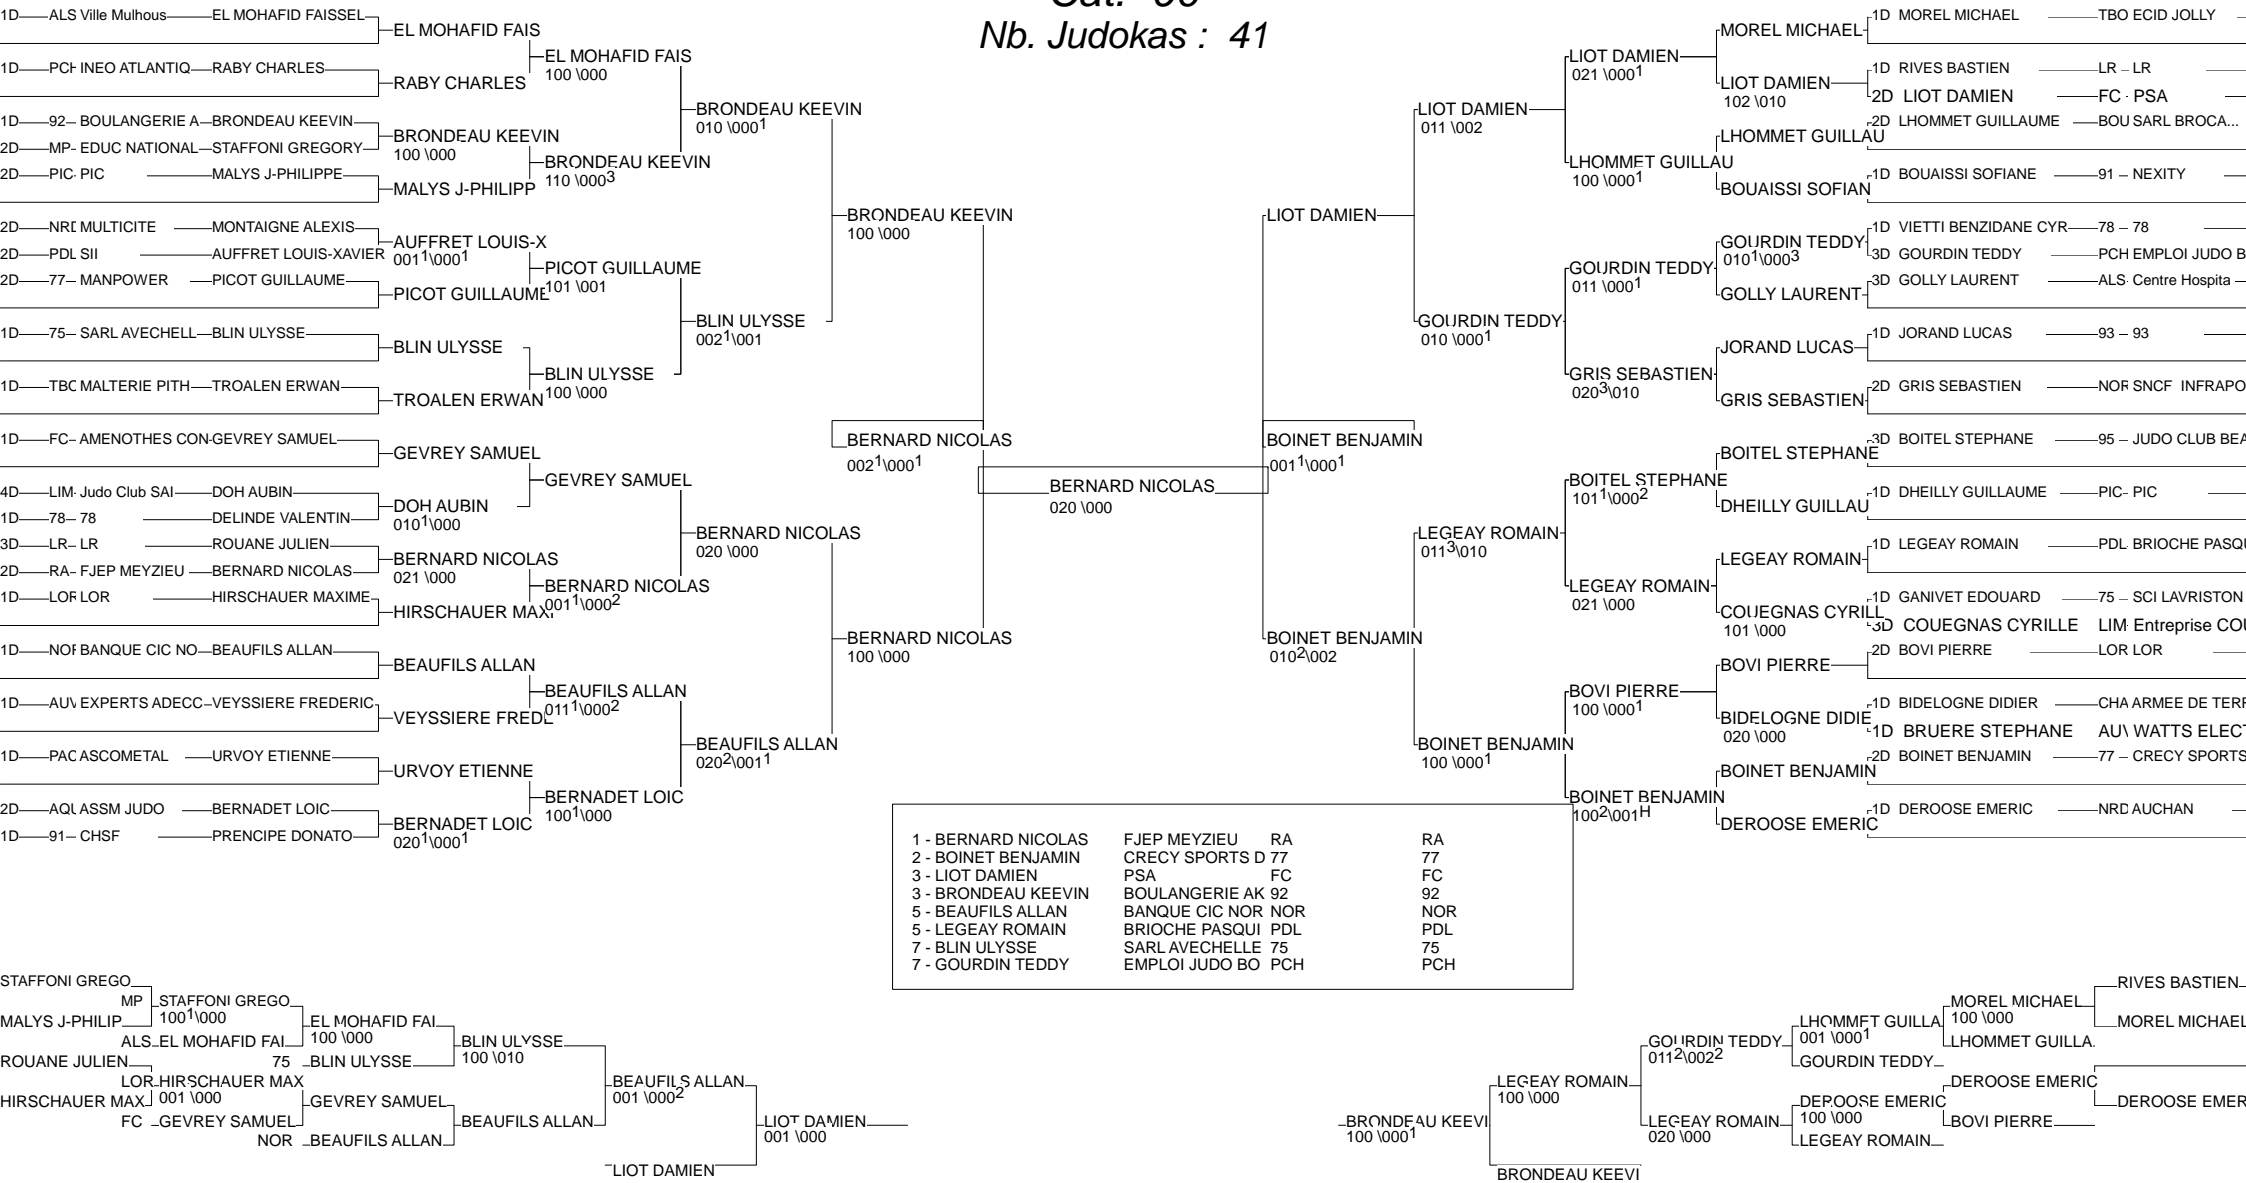 Nb. Judokas : 41
1D ALS Ville Mulhous EL MOHAFID FAISSEL
1D PCH INEO ATLANTIQ RABY CHARLES
1D 92 BOULANGERIE A BRONDEAU KEEVIN
2D MP EDUC NATIONAL STAFFONI GREGORY
2D PIC PIC MALYS J-PHILIPPE
2D MULTICITE MONTAIGNE ALEXIS
2D PDL SII AUFFRET LOUIS-XAVIER
2D 77 MANPOWER PICOT GUILLAUME
1D 75 SARL AVECHELL BLIN ULYSSE
1D MALTERIE PITH TROALEN ERWAN
1D FC AMENOTHES CON GEVREY SAMUEL
4D LIM Judo Club SAI DOH AUBIN
1D 78 78 DELINDE VALENTIN
3D LR LR ROUANE JULIEN
2D RA FJEP MEYZIEU BERNARD NICOLAS
1D LOR LOR HIRSCHAUER MAXIME
1D BANQUE CIC NO BEAUFILS ALLAN
1D EXPERTS ADECC VEYSSIERE FREDERIC
1D ASCOMETAL URVOY ETIENNE
2D ASSM JUDO BERNADET LOIC
1D 91 CHSF PRENCIPE DONATO
EL MOHAFID FAIS
RABY CHARLES
BRONDEAU KEEVIN
100 \000
MALYS J-PHILIPP
AUFFRET LOUIS-X
001¹\000¹
PICOT GUILLAUME
BLIN ULYSSE
TROALEN ERWAN
GEVREY SAMUEL
DOH AUBIN
010¹\000
BERNARD NICOLAS
021 \000
HIRSCHAUER MAXI
BEAUFILS ALLAN
VEYSSIERE FREDE
URVOY ETIENNE
BERNADET LOIC
020¹\000¹
EL MOHAFID FAIS
100 \000
BRONDEAU KEEVIN
110 \000³
PICOT GUILLAUME
101 \001
BLIN ULYSSE
100 \000
GEVREY SAMUEL
BERNARD NICOLAS
001¹\000²
BEAUFILS ALLAN
011¹\000²
BERNADET LOIC
100¹\000
BRONDEAU KEEVIN
010 \000¹
BLIN ULYSSE
002¹\001
BERNARD NICOLAS
020 \000
BEAUFILS ALLAN
020²\001¹
BRONDEAU KEEVIN
100 \000
BERNARD NICOLAS
002¹\000¹
BERNARD NICOLAS
100 \000
BERNARD NICOLAS
020 \000
LIOT DAMIEN
BOINET BENJAMIN
001¹\000¹
BOINET BENJAMIN
010²\002
LIOT DAMIEN
011 \002
GOURDIN TEDDY
010 \000¹
LEGEAY ROMAIN
011³\010
BOINET BENJAMIN
100 \000¹
LIOT DAMIEN
021 \000¹
LHOMMET GUILLAU
100 \000¹
GOURDIN TEDDY
011 \000¹
GRIS SEBASTIEN
020³\010
BOITEL STEPHANE
101¹\000²
LEGEAY ROMAIN
021 \000
BOVI PIERRE
100 \000¹
BOINET BENJAMIN
100²\001H
MOREL MICHAEL
LIOT DAMIEN
102 \010
LHOMMET GUILLAU
BOUAISSI SOFIAN
GOURDIN TEDDY
010¹\000³
GOLLY LAURENT
JORAND LUCAS
GRIS SEBASTIEN
BOITEL STEPHANE
DHEILLY GUILLAU
LEGEAY ROMAIN
COUEGNAS CYRILL
101 \000
BOVI PIERRE
BIDELOGNE DIDIE
020 \000
BOINET BENJAMIN
DEROOSE EMERIC
1D MOREL MICHAEL TBO ECID JOLLY
1D RIVES BASTIEN LR LR
2D LIOT DAMIEN FC PSA
2D LHOMMET GUILLAUME BOU SARL BROCA...
1D BOUAISSI SOFIANE 91 NEXITY
1D VIETTI BENZIDANE CYR 78 78
3D GOURDIN TEDDY PCH EMPLOI JUDO B
3D GOLLY LAURENT ALS Centre Hospita
1D JORAND LUCAS 93 93
2D GRIS SEBASTIEN NOR SNCF INFRAPO
3D BOITEL STEPHANE 95 JUDO CLUB BEA
1D DHEILLY GUILLAUME PIC PIC
1D LEGEAY ROMAIN PDL BRIOCHE PASQU
1D GANIVET EDOUARD 75 SCI LAVRISTON
3D COUEGNAS CYRILLE LIM Entreprise COU
2D BOVI PIERRE LOR LOR
1D BIDELOGNE DIDIER CHA ARMEE DE TERR
1D BRUERE STEPHANE WATTS ELECT
2D BOINET BENJAMIN 77 CRECY SPORTS
1D DEROOSE EMERIC NRD AUCHAN
1 - BERNARD NICOLAS FJEP MEYZIEU RA RA
2 - BOINET BENJAMIN CRECY SPORTS D 77 77
3 - LIOT DAMIEN PSA FC FC
3 - BRONDEAU KEEVIN BOULANGERIE AK 92 92
5 - BEAUFILS ALLAN BANQUE CIC NOR NOR NOR
5 - LEGEAY ROMAIN BRIOCHE PASQUI PDL PDL
7 - BLIN ULYSSE SARL AVECHELLE 75 75
7 - GOURDIN TEDDY EMPLOI JUDO BO PCH PCH
STAFFONI GREGO
MP STAFFONI GREGO
MALYS J-PHILIP 100¹\000
ALS EL MOHAFID FAI
ROUANE JULIEN
LOR HIRSCHAUER MAX
HIRSCHAUER MAX 001 \000
FC GEVREY SAMUEL
EL MOHAFID FAI
100 \000
75 BLIN ULYSSE
GEVREY SAMUEL
NOR BEAUFILS ALLAN
BLIN ULYSSE
100 \010
BEAUFILS ALLAN
BEAUFILS ALLAN
001 \000²
LIOT DAMIEN
LIOT DAMIEN
001 \000
BRONDEAU KEEVI
100 \000¹
LEGEAY ROMAIN
100 \000
BRONDEAU KEEVI
GOURDIN TEDDY
011²\002²
LEGEAY ROMAIN
020 \000
LHOMMET GUILLA
001 \000¹
GOURDIN TEDDY
DEROOSE EMERIC
100 \000
LEGEAY ROMAIN
MOREL MICHAEL
100 \000
LHOMMET GUILLA
DEROOSE EMERIC
BOVI PIERRE
RIVES BASTIEN
MOREL MICHAEL
DEROOSE EMER